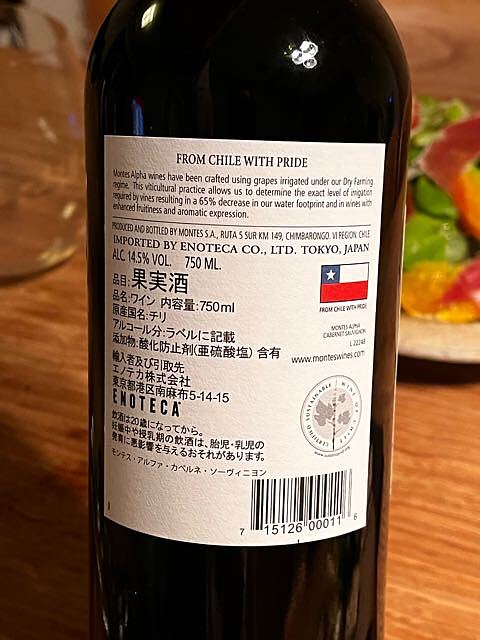 FROM CHILE WITH PRIDE
Montes Alpha wines have been crafted using grapes irrigated under our Dry Farming
regime. This viticultural practice allows us to determine the exact level of irrigation
required by vines resulting in a 65% decrease in our water footprint and in wines with
enhanced fruitiness and aromatic expression.
PRODUCED AND BOTTLED BY MONTES S.A., RUTA 5 SUR KM 149, CHIMBARONGO. VI REGION. CHILE.
IMPORTED BY ENOTECA CO., LTD. TOKYO, JAPAN
ALC. 14.5% VOL. 750 ML.
品目:果実酒
品名:ワイン 内容量:750ml
原産国名:チリ
アルコール分:ラベルに記載
添加物:酸化防止剤(亜硫酸塩) 含有
輸入者及び引取先
エノテカ株式会社
東京都港区南麻布5-14-15
ENOTECA
飲酒は20歳になってから。
妊娠中や授乳期の飲酒は、胎児・乳児の
発育に悪影響を与えるおそれがあります。
モンテス・アルファ・カベルネ・ソーヴィニヨン
FROM CHILE WITH PRIDE
MONTES ALPHA
CABERNET SAUVIGNON
L 22248
www.monteswines.com
CERTIFIED SUSTAINABLE WINE OF CHILE
7 15126 00011 6